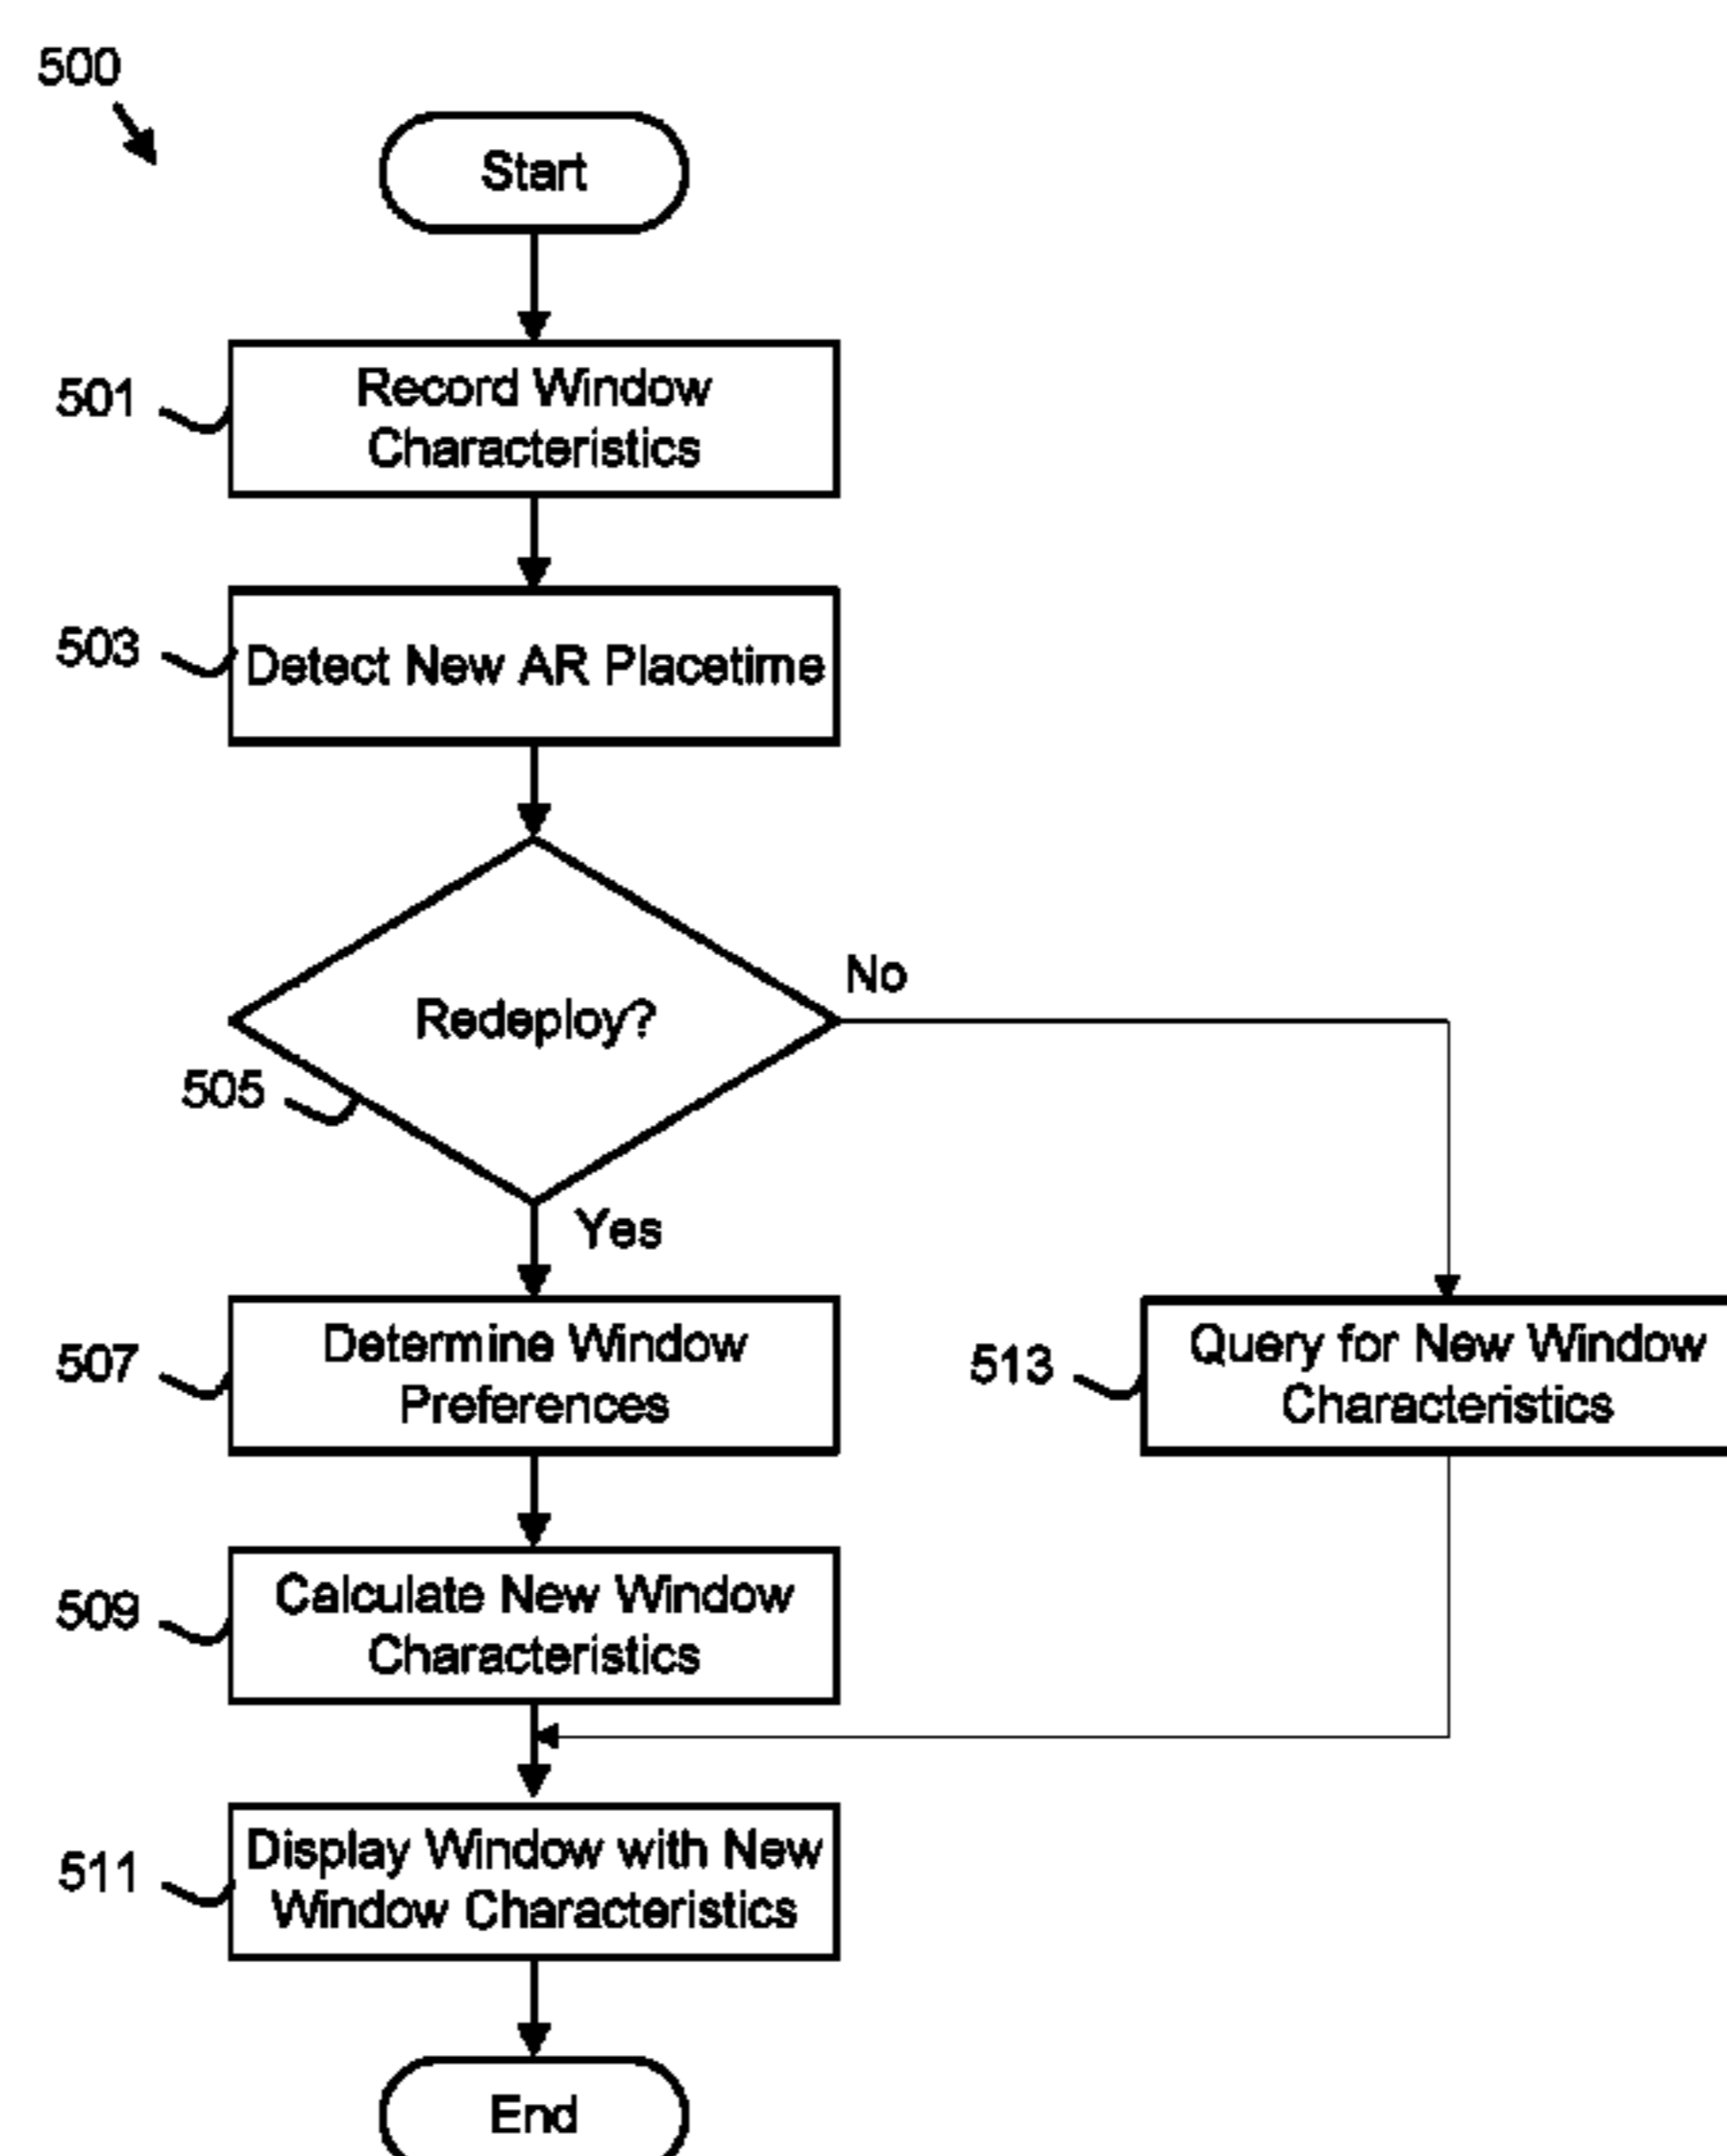 500
Start
501
Record Window
Characteristics
503
Detect New AR Placetime
Redeploy?
No
505
Yes
507
Determine Window
Preferences
513
Query for New Window
Characteristics
509
Calculate New Window
Characteristics
511
Display Window with New
Window Characteristics
End